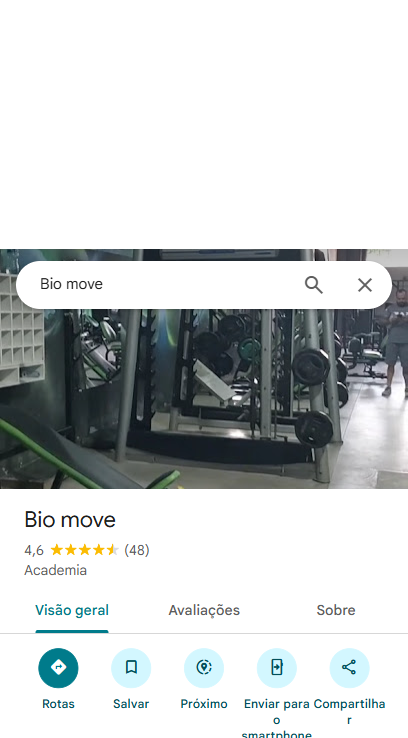 Bio move
Bio move
4,6 (48)
Academia
Visão geral Avaliações Sobre
Rotas Salvar Próximo Enviar para o smartphone Compartilhar